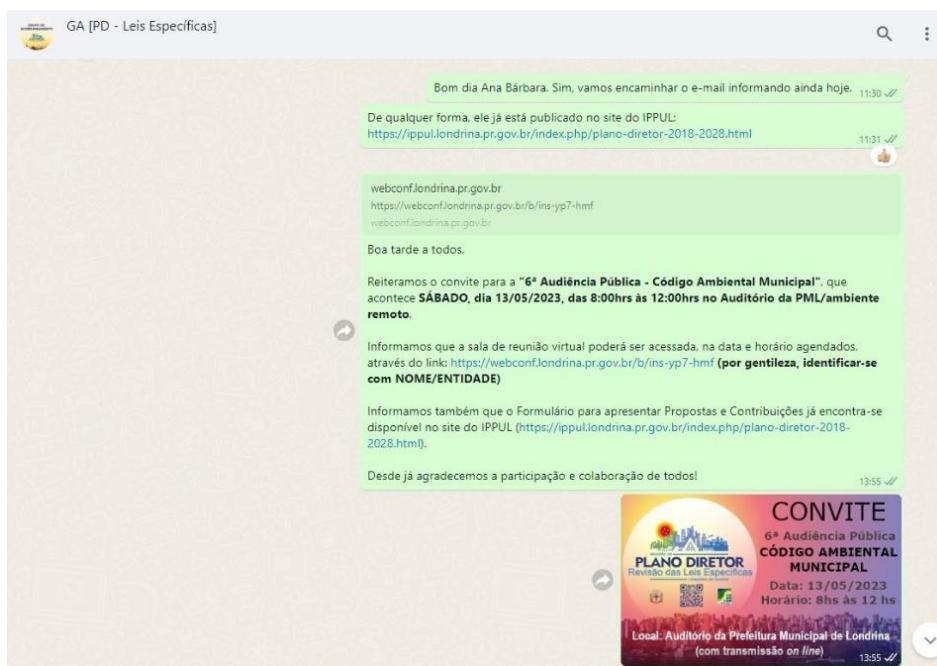 GA [PD - Leis Específicas]
Bom dia Ana Bárbara. Sim, vamos encaminhar o e-mail informando ainda hoje.
11:30
De qualquer forma, ele já está publicado no site do IPPUL:
https://ippul.londrina.pr.gov.br/index.php/plano-diretor-2018-2028.html
11:31
webconf.londrina.pr.gov.br
https://webconf.londrina.pr.gov.br/b/ins-yp7-hmf
webconf.londrina.pr.gov.br
Boa tarde a todos,
Reiteramos o convite para a "6ª Audiência Pública - Código Ambiental Municipal", que
acontece SÁBADO, dia 13/05/2023, das 8:00hrs às 12:00hrs no Auditório da PML/ambiente
remoto.
Informamos que a sala de reunião virtual poderá ser acessada, na data e horário agendados,
através do link: https://webconf.londrina.pr.gov.br/b/ins-yp7-hmf (por gentileza, identificar-se
com NOME/ENTIDADE)
Informamos também que o Formulário para apresentar Propostas e Contribuições já encontra-se
disponível no site do IPPUL (https://ippul.londrina.pr.gov.br/index.php/plano-diretor-2018-
2028.html).
Desde já agradecemos a participação e colaboração de todos!
13:55
CONVITE
6ª Audiência Pública
CÓDIGO AMBIENTAL
MUNICIPAL
Data: 13/05/2023
Horário: 8hs às 12 hs
PLANO DIRETOR
Revisão das Leis Específicas
Local: Auditório da Prefeitura Municipal de Londrina
(com transmissão on line)
13:55